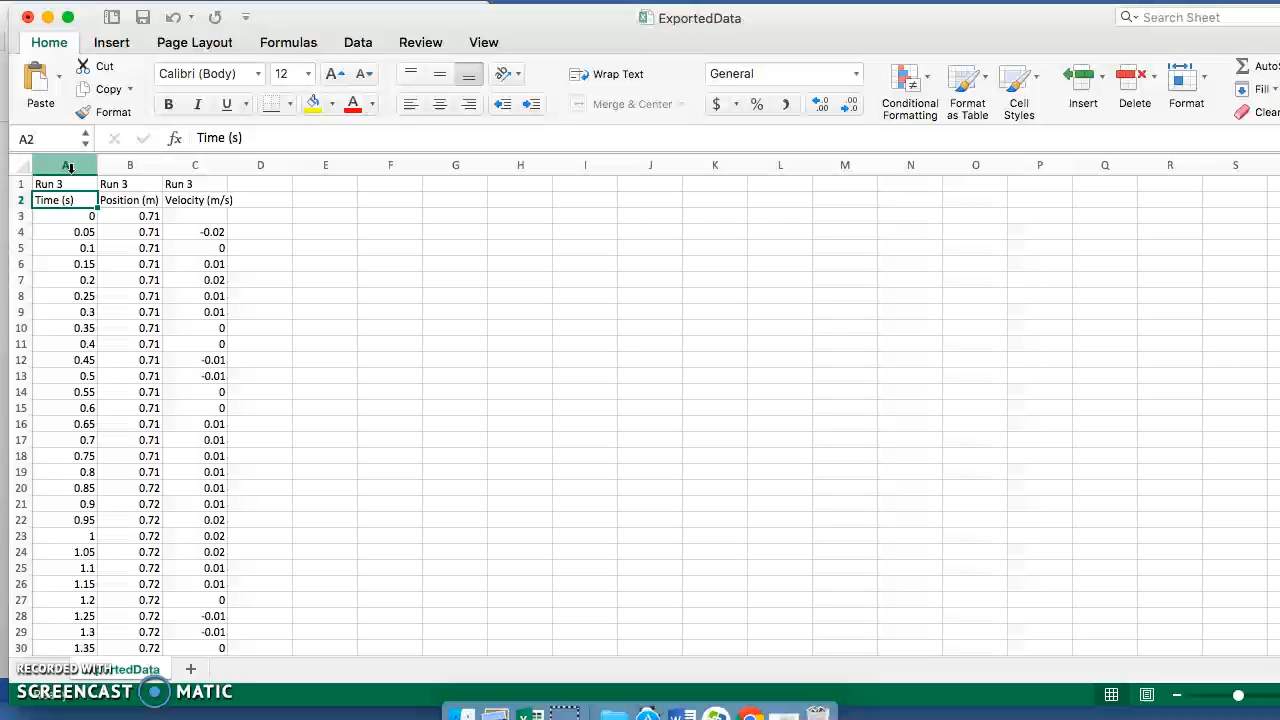 ExportedData
Search Sheet
Home Insert Page Layout Formulas Data Review View
Paste
Cut
Copy
Format
Calibri (Body) 12
A A
B I U A
Wrap Text
Merge & Center
General
$ % )
Conditional Formatting
Format as Table
Cell Styles
Insert
Delete
Format
Fill
A2 fx Time (s)
A B C D E F G H I J K L M N O P Q R S
1 Run 3 Run 3 Run 3
2 Time (s) Position (m) Velocity (m/s)
3 0 0.71
4 0.05 0.71 -0.02
5 0.1 0.71 0
6 0.15 0.71 0.01
7 0.2 0.71 0.02
8 0.25 0.71 0.01
9 0.3 0.71 0.01
10 0.35 0.71 0
11 0.4 0.71 0
12 0.45 0.71 -0.01
13 0.5 0.71 -0.01
14 0.55 0.71 0
15 0.6 0.71 0
16 0.65 0.71 0.01
17 0.7 0.71 0.01
18 0.75 0.71 0.01
19 0.8 0.71 0.01
20 0.85 0.72 0.01
21 0.9 0.72 0.01
22 0.95 0.72 0.02
23 1 0.72 0.02
24 1.05 0.72 0.02
25 1.1 0.72 0.01
26 1.15 0.72 0.01
27 1.2 0.72 0
28 1.25 0.72 -0.01
29 1.3 0.72 -0.01
30 1.35 0.72 0
RECORDED WITH
SCREENCAST MATIC